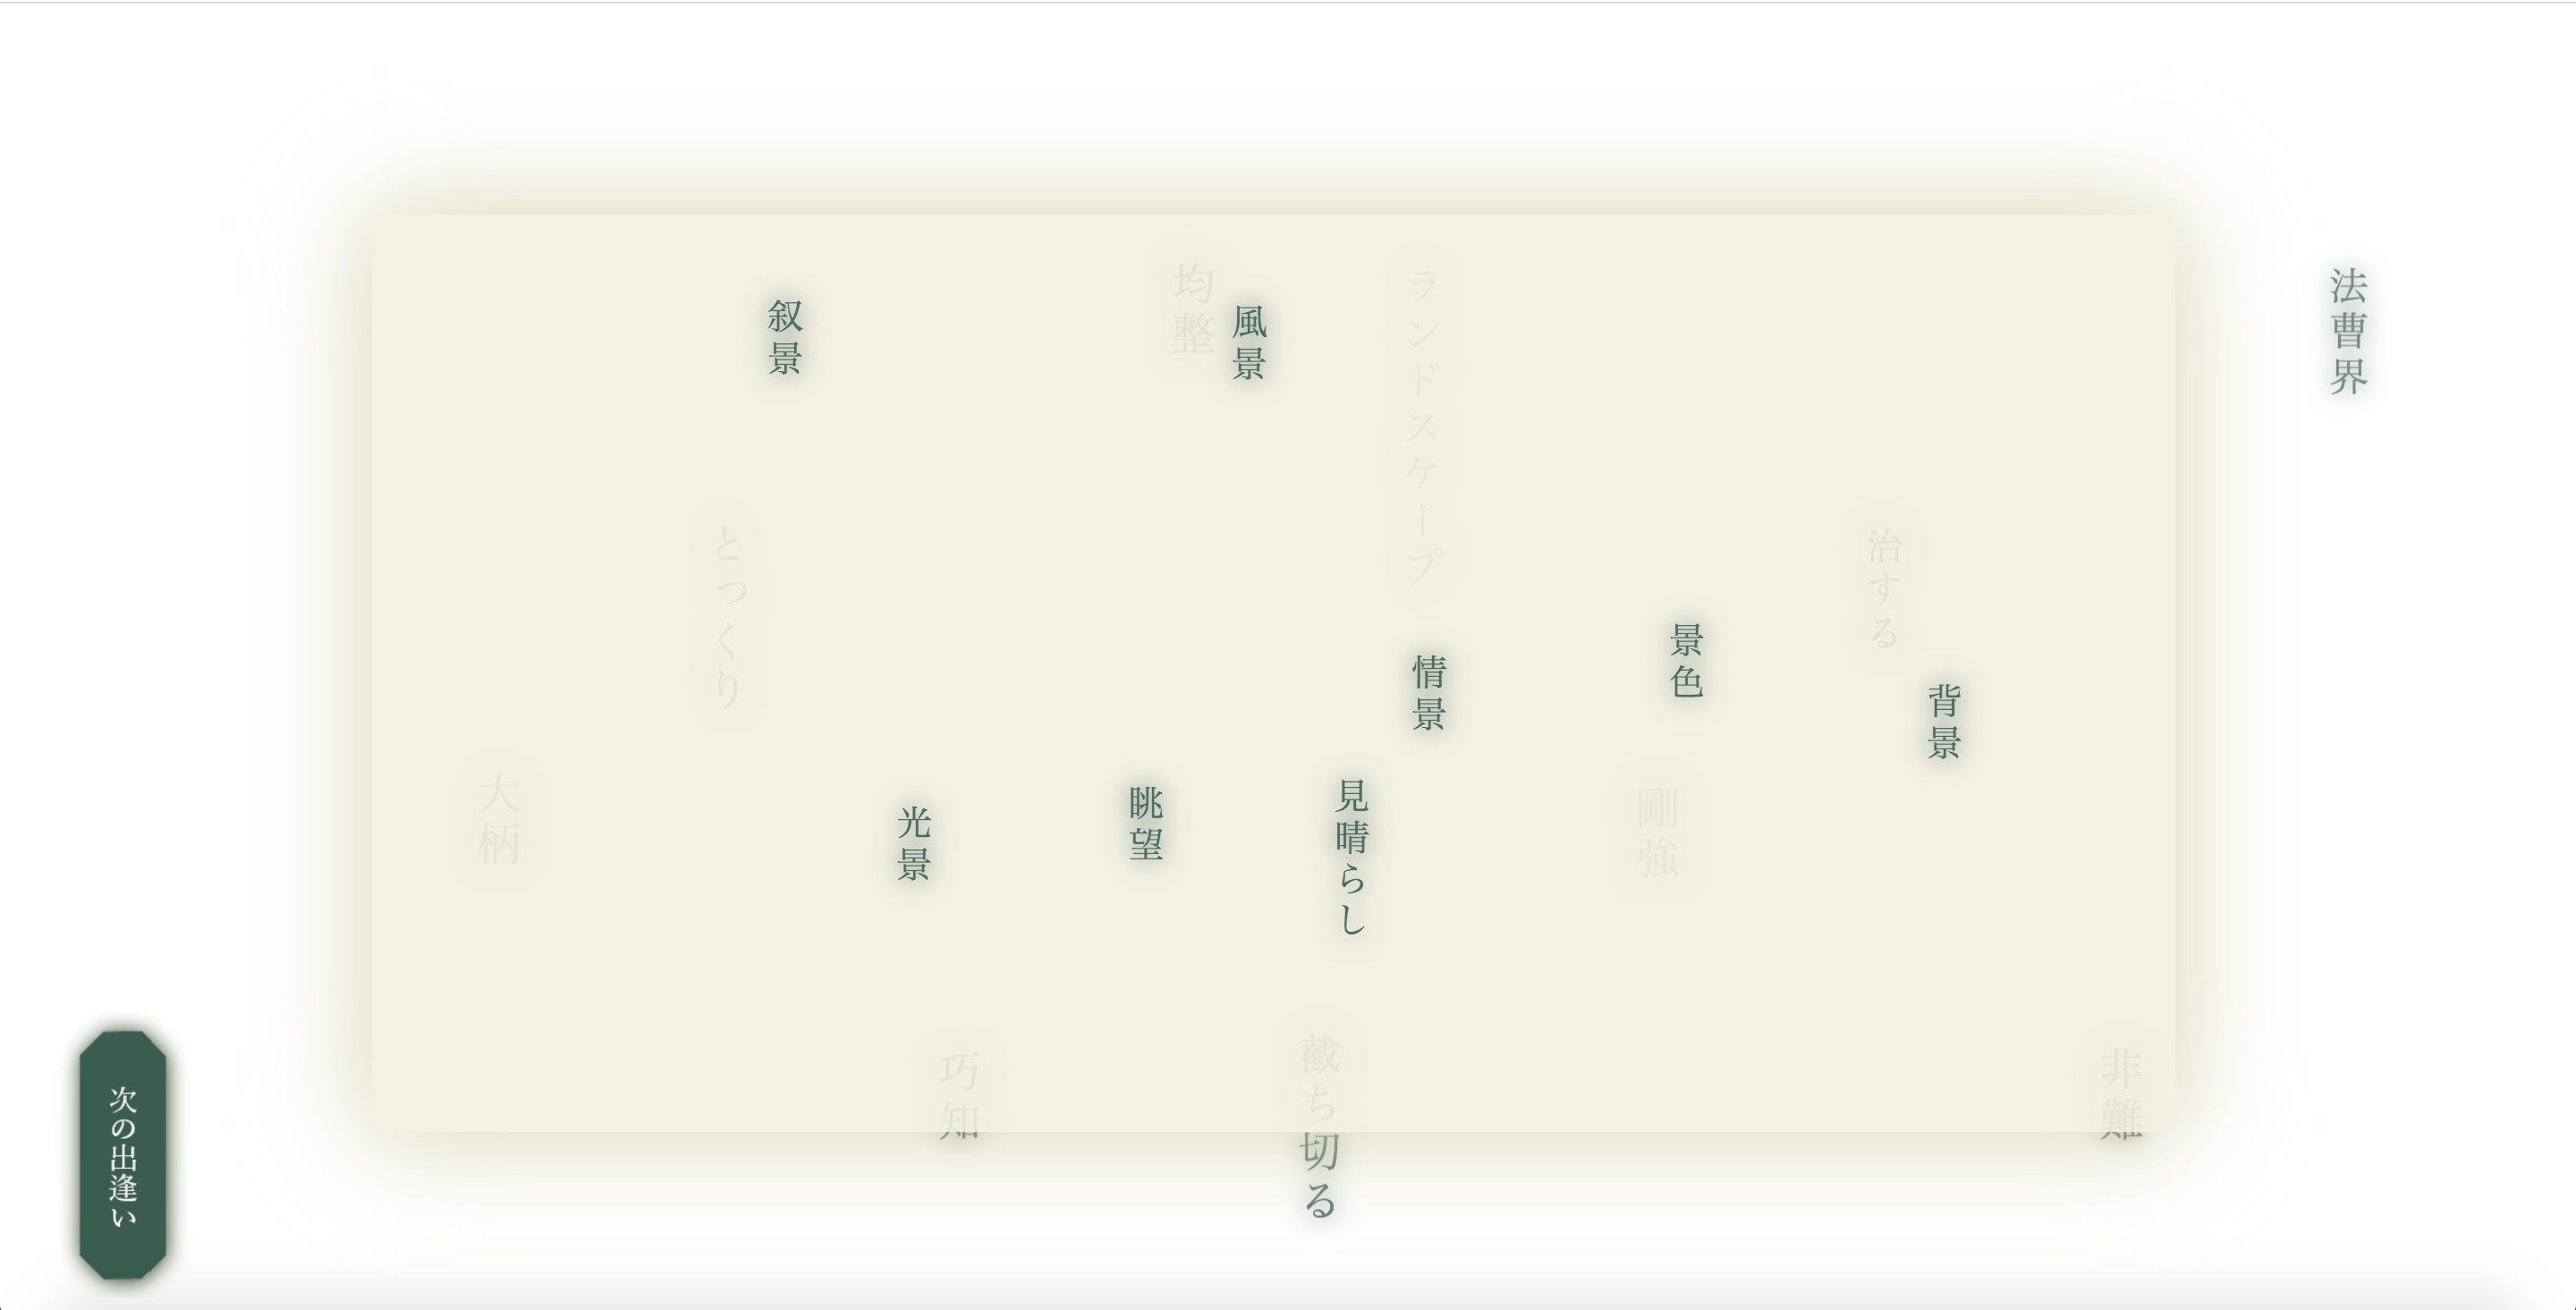 法曹界
非難
背景
治する
景色
剛強
情景
ランドスケープ
見晴らし
截ち切る
風景
均整
眺望
巧知
光景
叙景
とつくり
大柄
次の出逢い